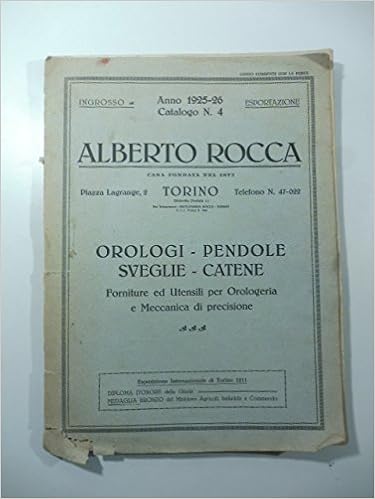 INGROSSO
Anno 1925-26
ESPORTAZIONE
Catalogo N. 4
ALBERTO ROCCA
CASA FONDATA NEL 1872
Piazza Lagrange, 2
TORINO
Telefono N. 47-022
OROLOGI - PENDOLE
SVEGLIE - CATENE
Forniture ed Utensili per Orologeria
e Meccanica di precisione
Esposizione Internazionale di Torino 1911
DIPLOMA D'ONORE della Giuria
MEDAGLIA BRONZO del Ministero Agricolt. Industria e Commercio